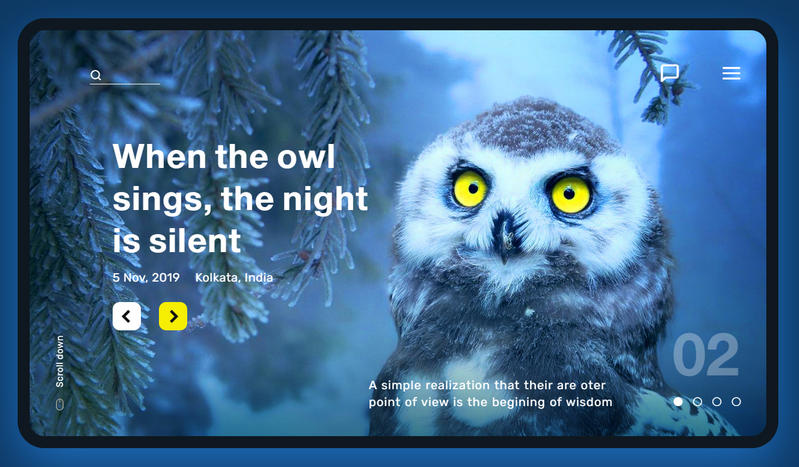 When the owl
sings, the night
is silent
5 Nov, 2019 Kolkata, India
Scroll down
02
A simple realization that their are oter
point of view is the begining of wisdom